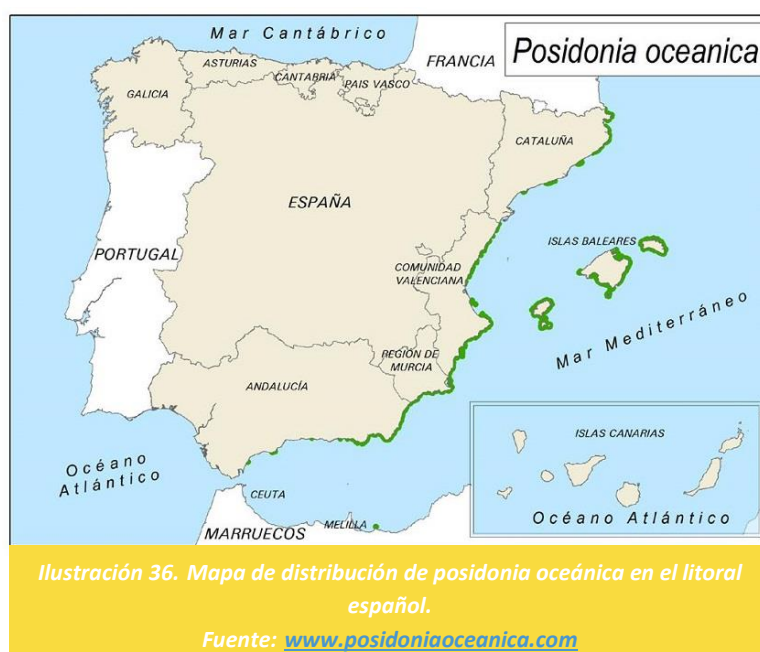 Mar Cantábrico
FRANCIA
Posidonia oceanica
ASTURIAS
CANTABRIA
PAIS VASCO
GALICIA
CATALUÑA
ESPAÑA
ISLAS BALEARES
PORTUGAL
COMUNIDAD
VALENCIANA
Mar Mediterráneo
REGIÓN DE
MURCIA
ANDALUCÍA
ISLAS CANARIAS
Océano
Atlántico
CEUTA
Océano Atlántico
MELILLA
MARRUECOS
Ilustración 36. Mapa de distribución de posidonia oceánica en el litoral
español.
Fuente: www.posidoniaoceanica.com